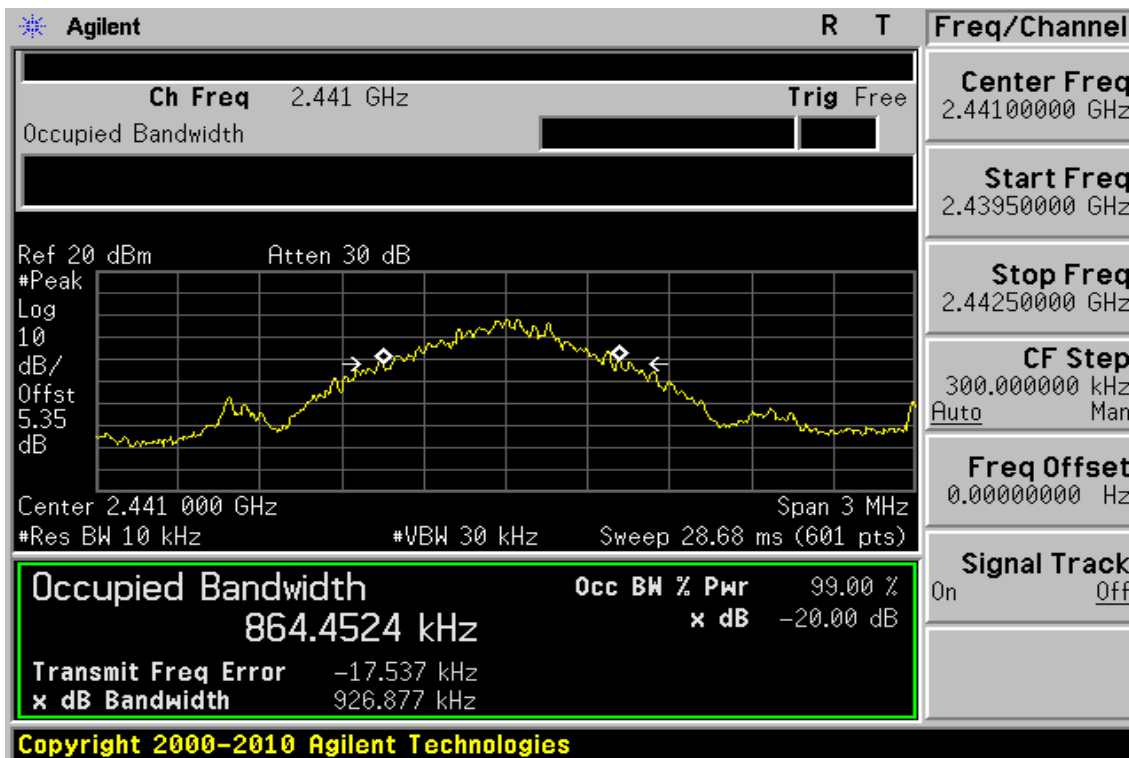 Agilent R T
Ch Freq 2.441 GHz Trig Free
Occupied Bandwidth
Ref 20 dBm Atten 30 dB
#Peak
Log
10
dB/
Offst
5.35
dB
Center 2.441 000 GHz Span 3 MHz
#Res BW 10 kHz #VBW 30 kHz Sweep 28.68 ms (601 pts)
Occupied Bandwidth
864.4524 kHz
Occ BW % Pwr 99.00 %
x dB -20.00 dB
Transmit Freq Error -17.537 kHz
x dB Bandwidth 926.877 kHz
Copyright 2000-2010 Agilent Technologies
Freq/Channel
Center Freq
2.44100000 GHz
Start Freq
2.43950000 GHz
Stop Freq
2.44250000 GHz
CF Step
300.000000 kHz
Auto Man
Freq Offset
0.00000000 Hz
Signal Track
On Off